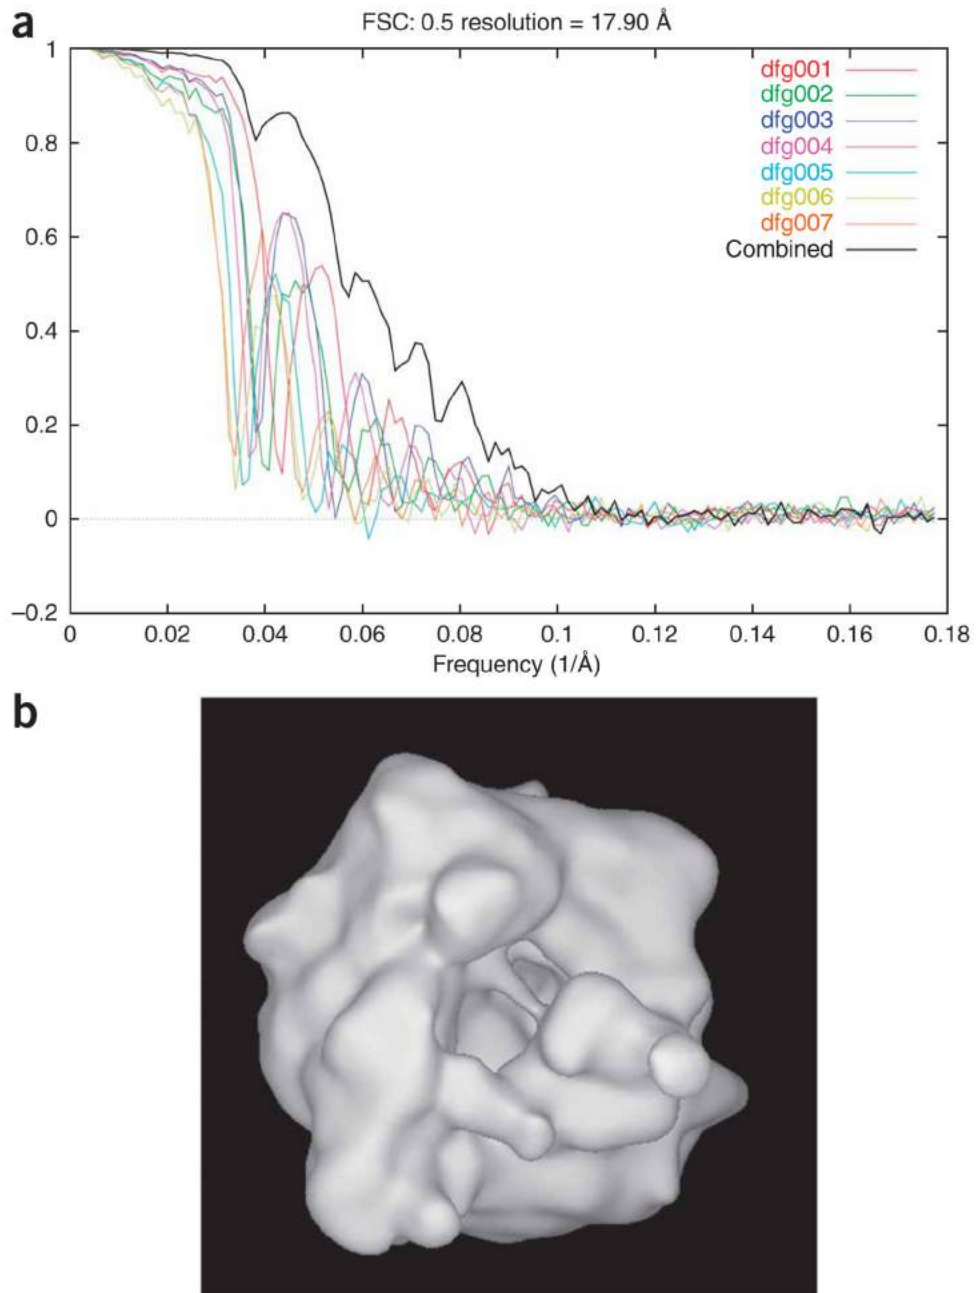 a
FSC: 0.5 resolution = 17.90 Å
1
0.8
0.6
0.4
0.2
0
–0.2
dfg001
dfg002
dfg003
dfg004
dfg005
dfg006
dfg007
Combined
0 0.02 0.04 0.06 0.08 0.1 0.12 0.14 0.16 0.18
Frequency (1/Å)
b